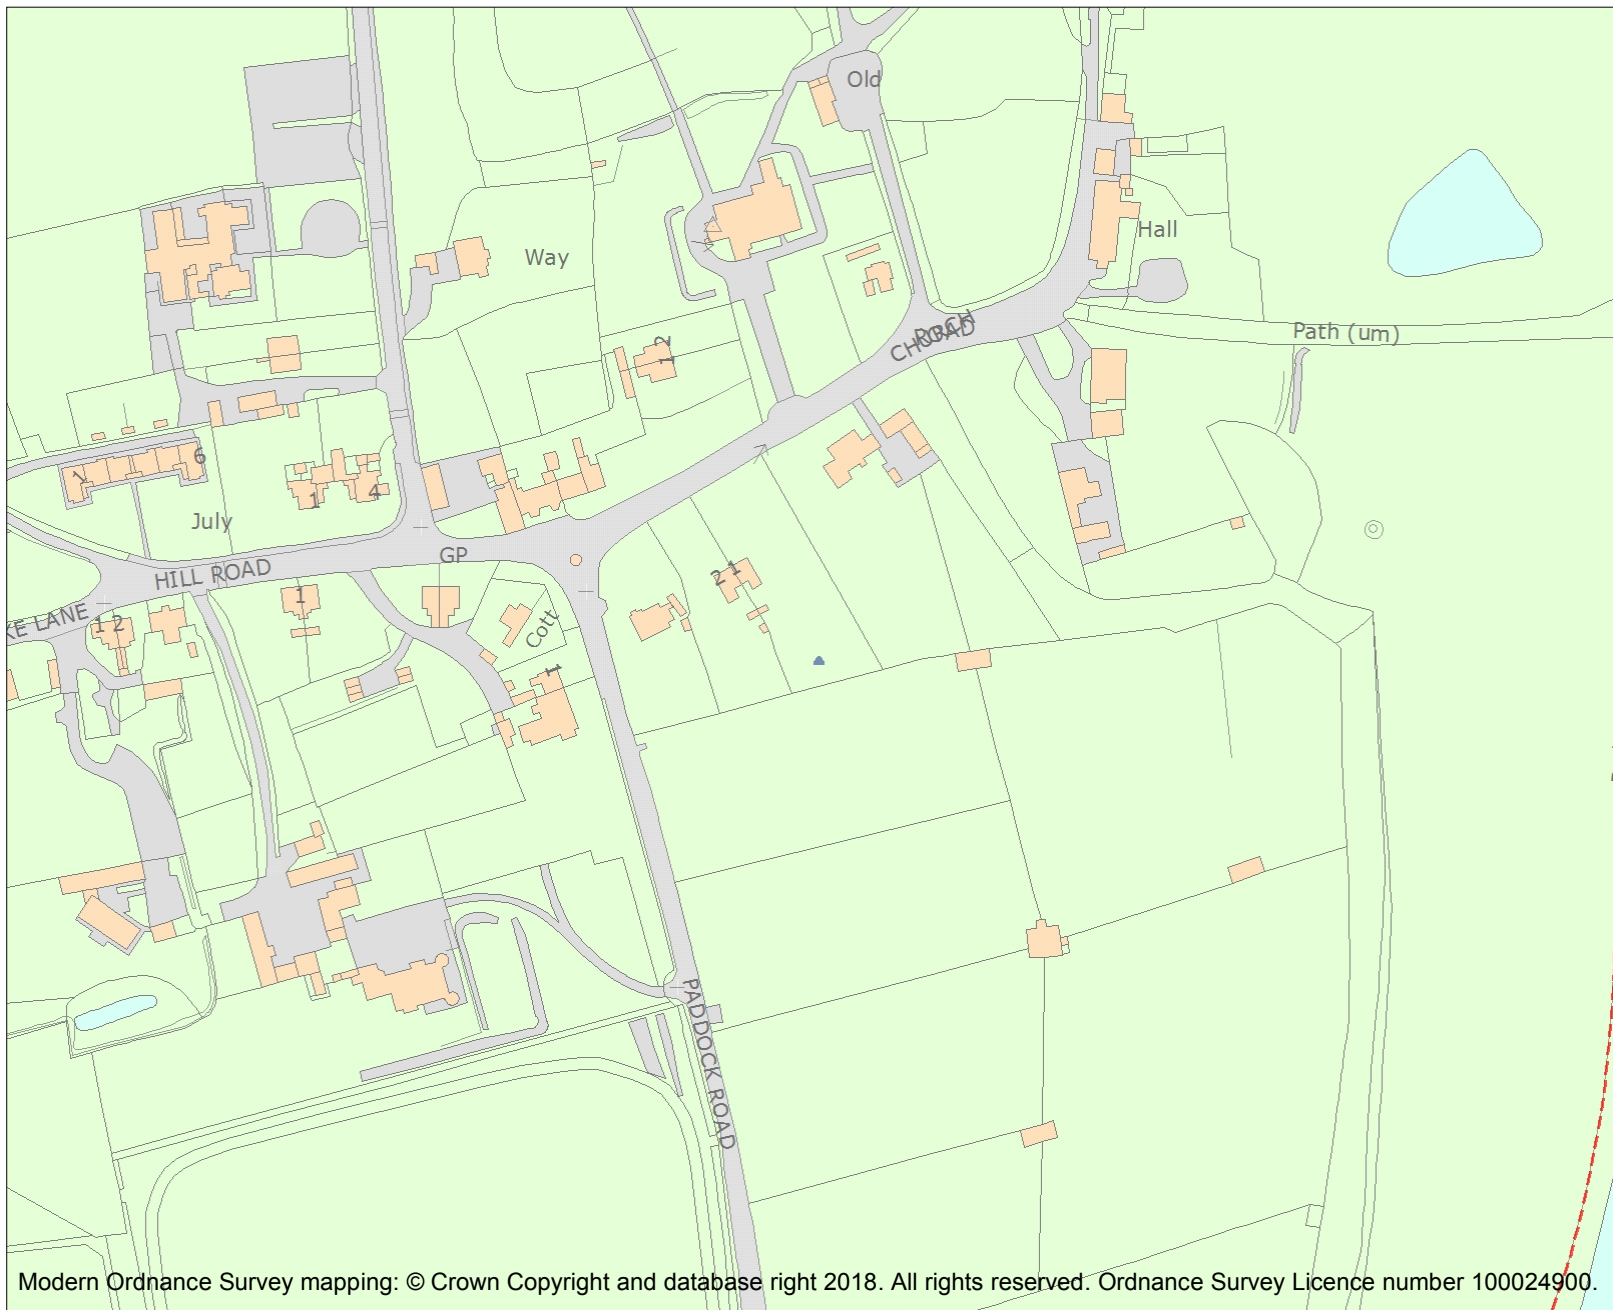 Old
Way
Hall
CHURCH
ROAD
Path (um)
1 2
1
6
1
4
July
GP
HILL ROAD
KE LANE
1 2
1
2 1
Cott
1
PADDOCK ROAD
Modern Ordnance Survey mapping: © Crown Copyright and database right 2018. All rights reserved. Ordnance Survey Licence number 100024900.